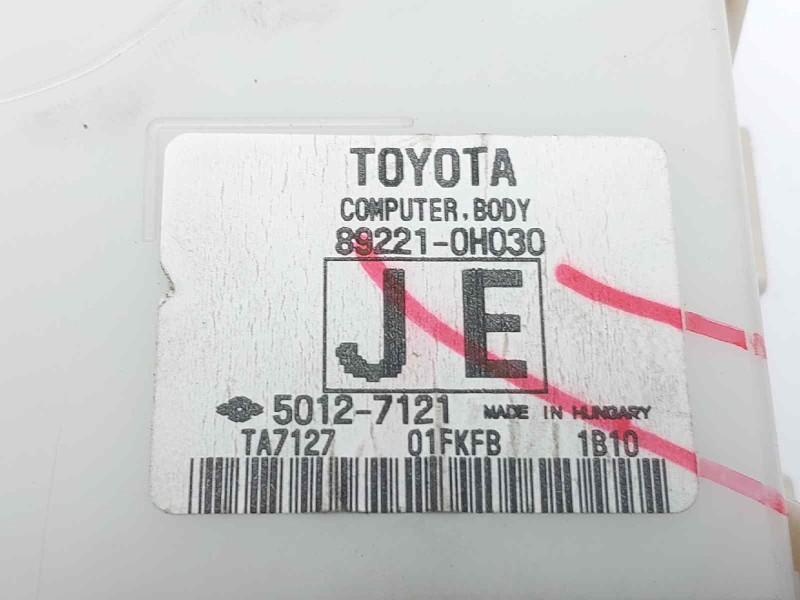 TOYOTA
COMPUTER, BODY
89221-0H030
JE
5012-7121 MADE IN HUNGARY
TA7127 01FKFB 1B10